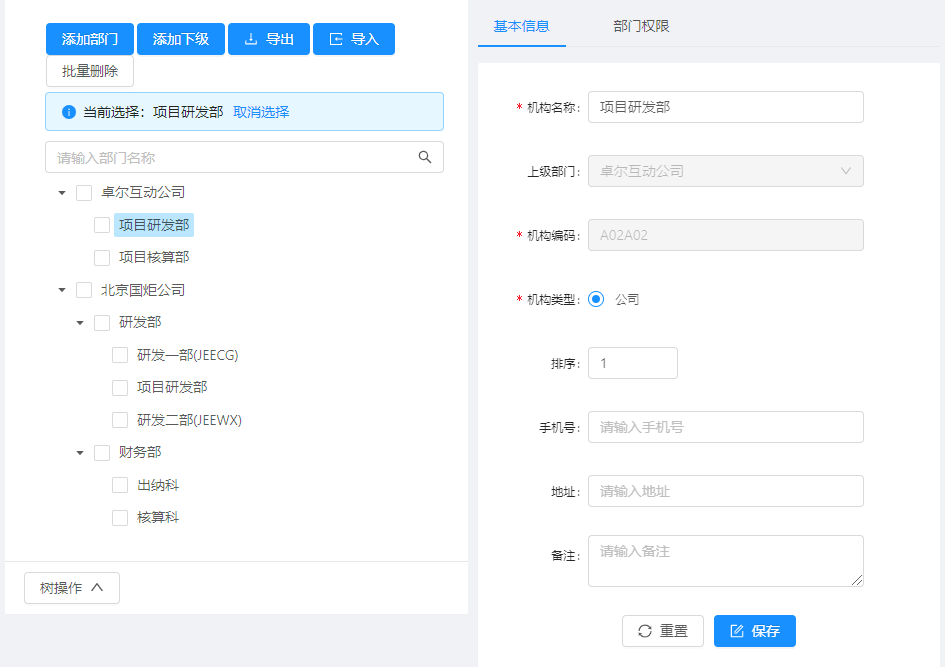 添加部门 添加下级 导出 导入
批量删除
当前选择：项目研发部 取消选择
请输入部门名称
卓尔互动公司
项目研发部
项目核算部
北京国炬公司
研发部
研发一部(JEECG)
项目研发部
研发二部(JEEWX)
财务部
出纳科
核算科
树操作
基本信息 部门权限
* 机构名称: 项目研发部
上级部门: 卓尔互动公司
* 机构编码: A02A02
* 机构类型: 公司
排序: 1
手机号: 请输入手机号
地址: 请输入地址
备注: 请输入备注
重置 保存